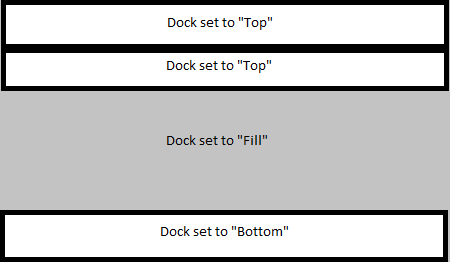 Dock set to "Top"
Dock set to "Top"
Dock set to "Fill"
Dock set to "Bottom"